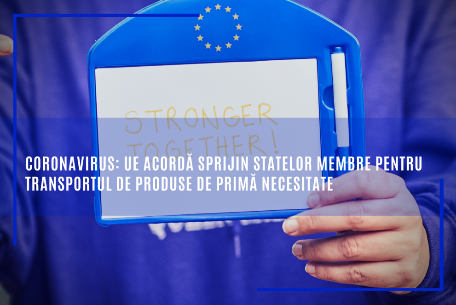 STRONGER
TOGETHER!
CORONAVIRUS: UE ACORDĂ SPRIJIN STATELOR MEMBRE PENTRU
TRANSPORTUL DE PRODUSE DE PRIMĂ NECESITATE